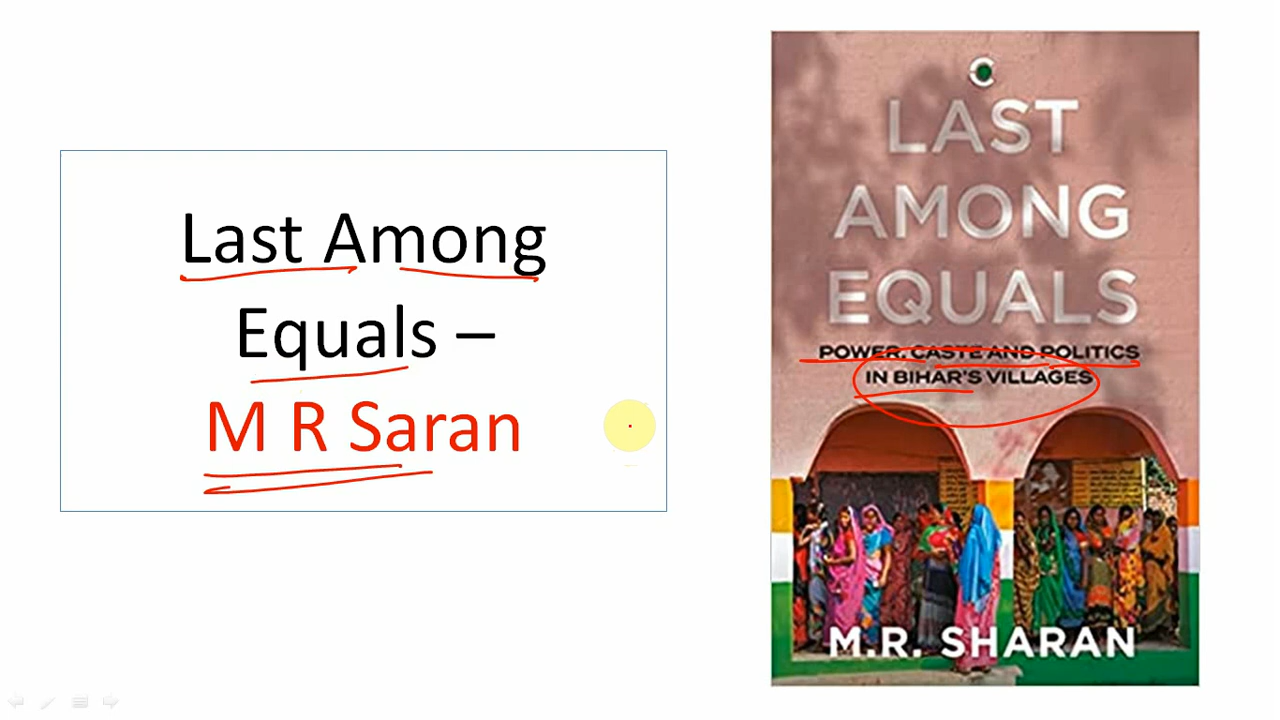 Last Among
Equals –
M R Saran
LAST
AMONG
EQUALS
POWER, CASTE AND POLITICS
IN BIHAR'S VILLAGES
M.R. SHARAN